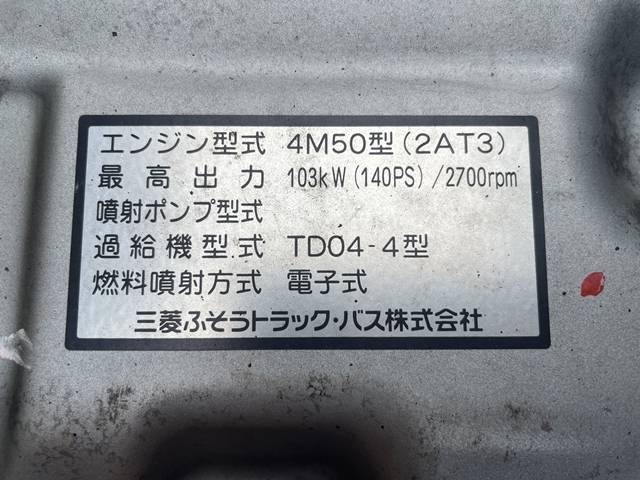 エンジン型式 4M50型(2AT3)
最高出力 103kW(140PS)/2700rpm
噴射ポンプ型式
過給機型式 TD04-4型
燃料噴射方式 電子式
三菱ふそうトラック・バス株式会社